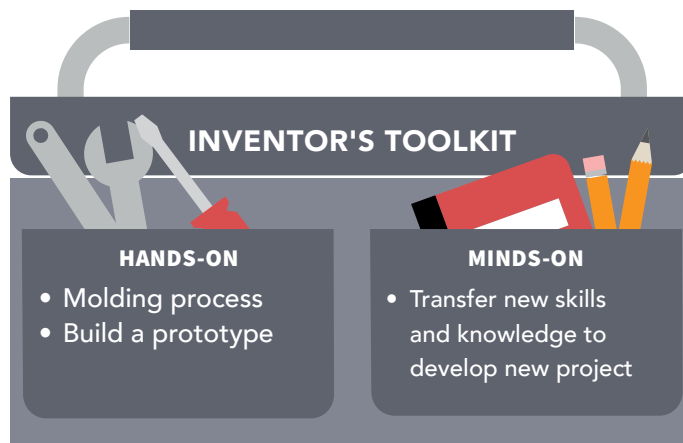 INVENTOR'S TOOLKIT
HANDS-ON
• Molding process
• Build a prototype
MINDS-ON
• Transfer new skills
and knowledge to
develop new project